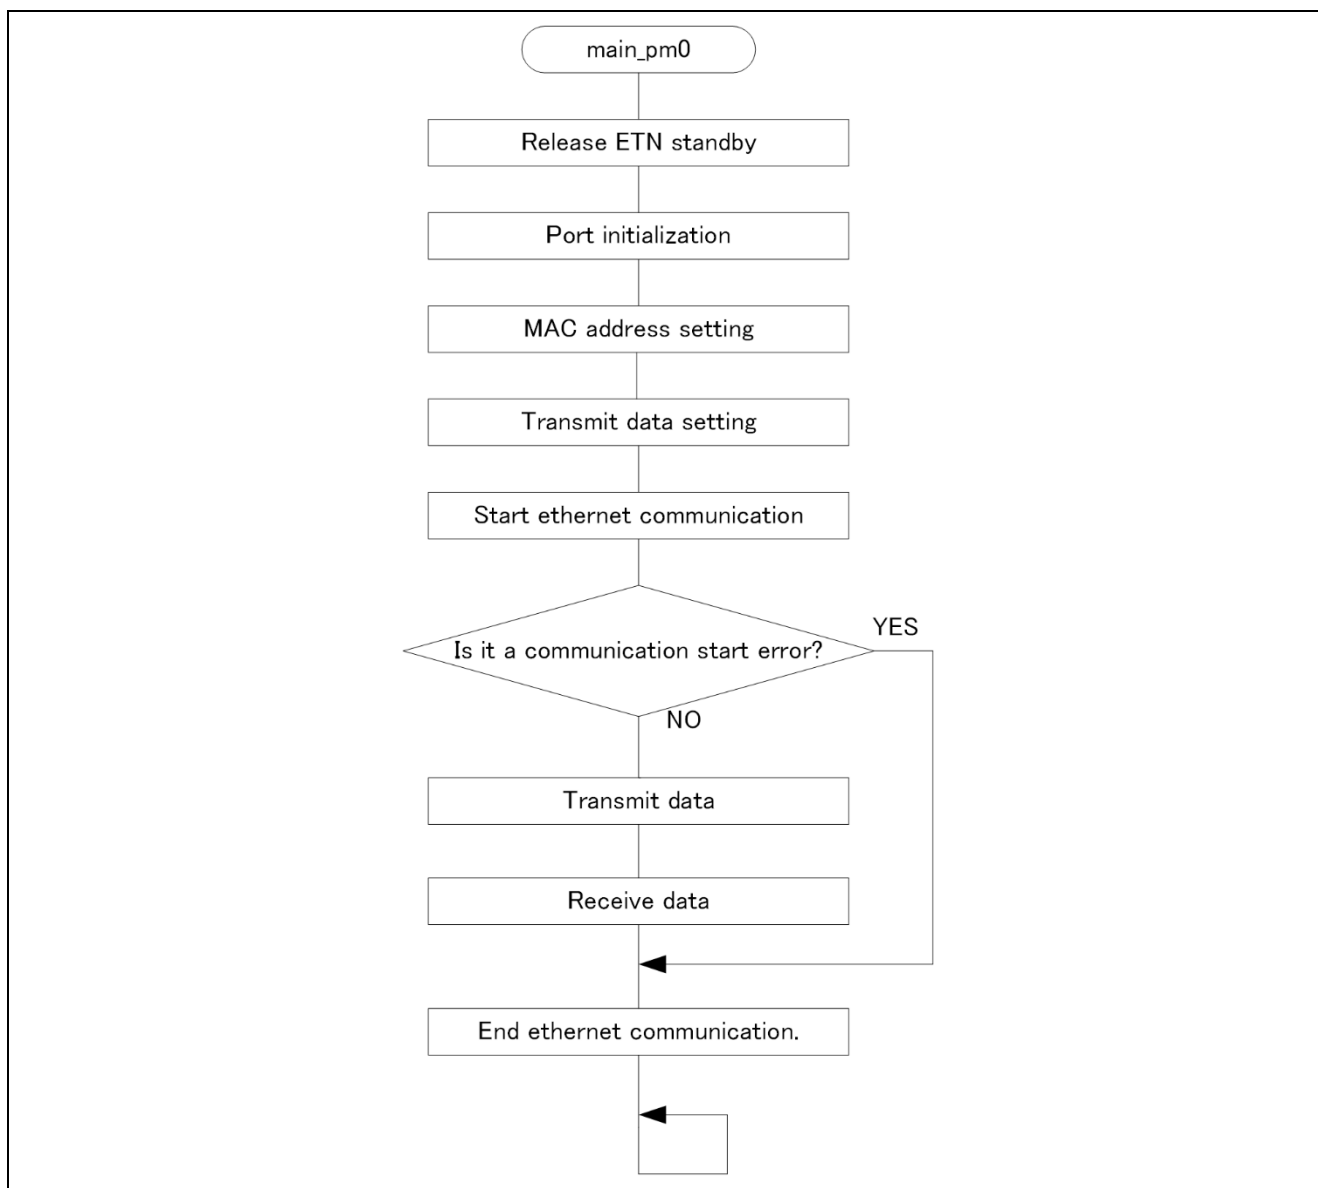 main_pm0
Release ETN standby
Port initialization
MAC address setting
Transmit data setting
Start ethernet communication
Is it a communication start error?
YES
NO
Transmit data
Receive data
End ethernet communication.